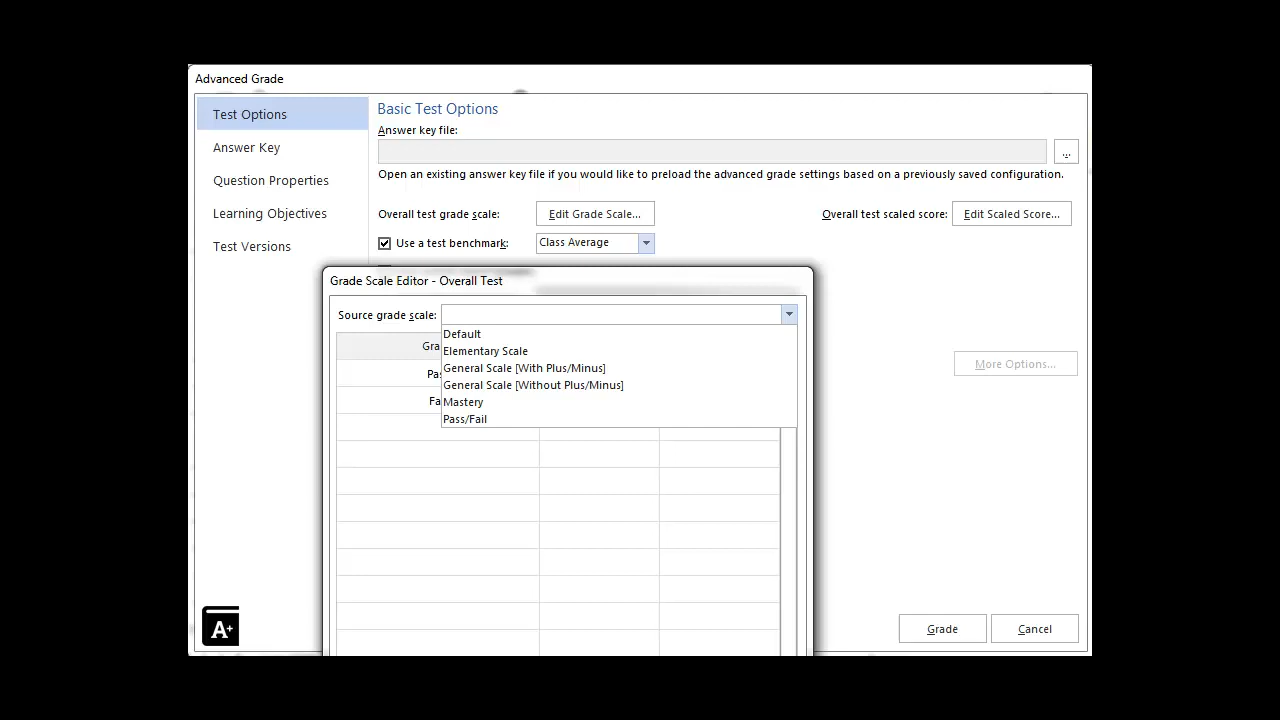 Advanced Grade
Test Options
Answer Key
Question Properties
Learning Objectives
Test Versions
Basic Test Options
Answer key file:
...
Open an existing answer key file if you would like to preload the advanced grade settings based on a previously saved configuration.
Overall test grade scale: Edit Grade Scale... Overall test scaled score: Edit Scaled Score...
Use a test benchmark: Class Average
Grade Scale Editor - Overall Test
Source grade scale:
Default
Elementary Scale
General Scale [With Plus/Minus]
General Scale [Without Plus/Minus]
Mastery
Pass/Fail
Gra
Pas
Fa
More Options...
A+
Grade Cancel